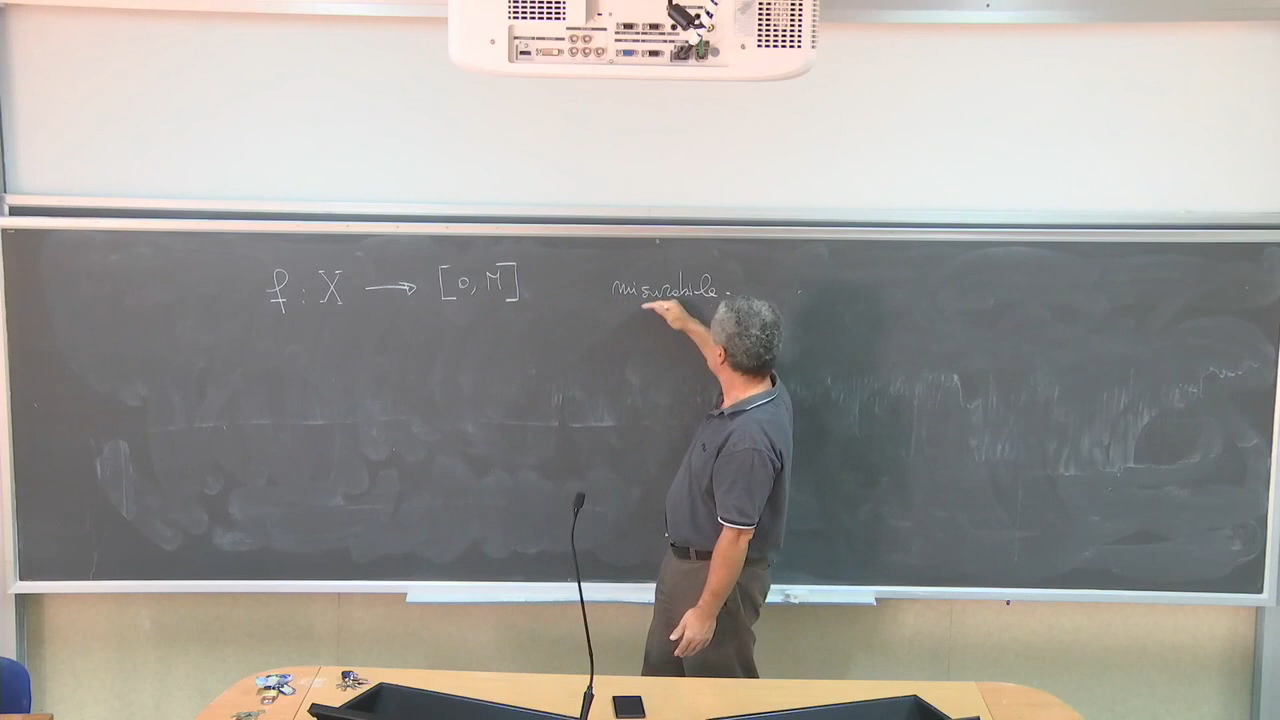 f : X → [0, M] misurabile.